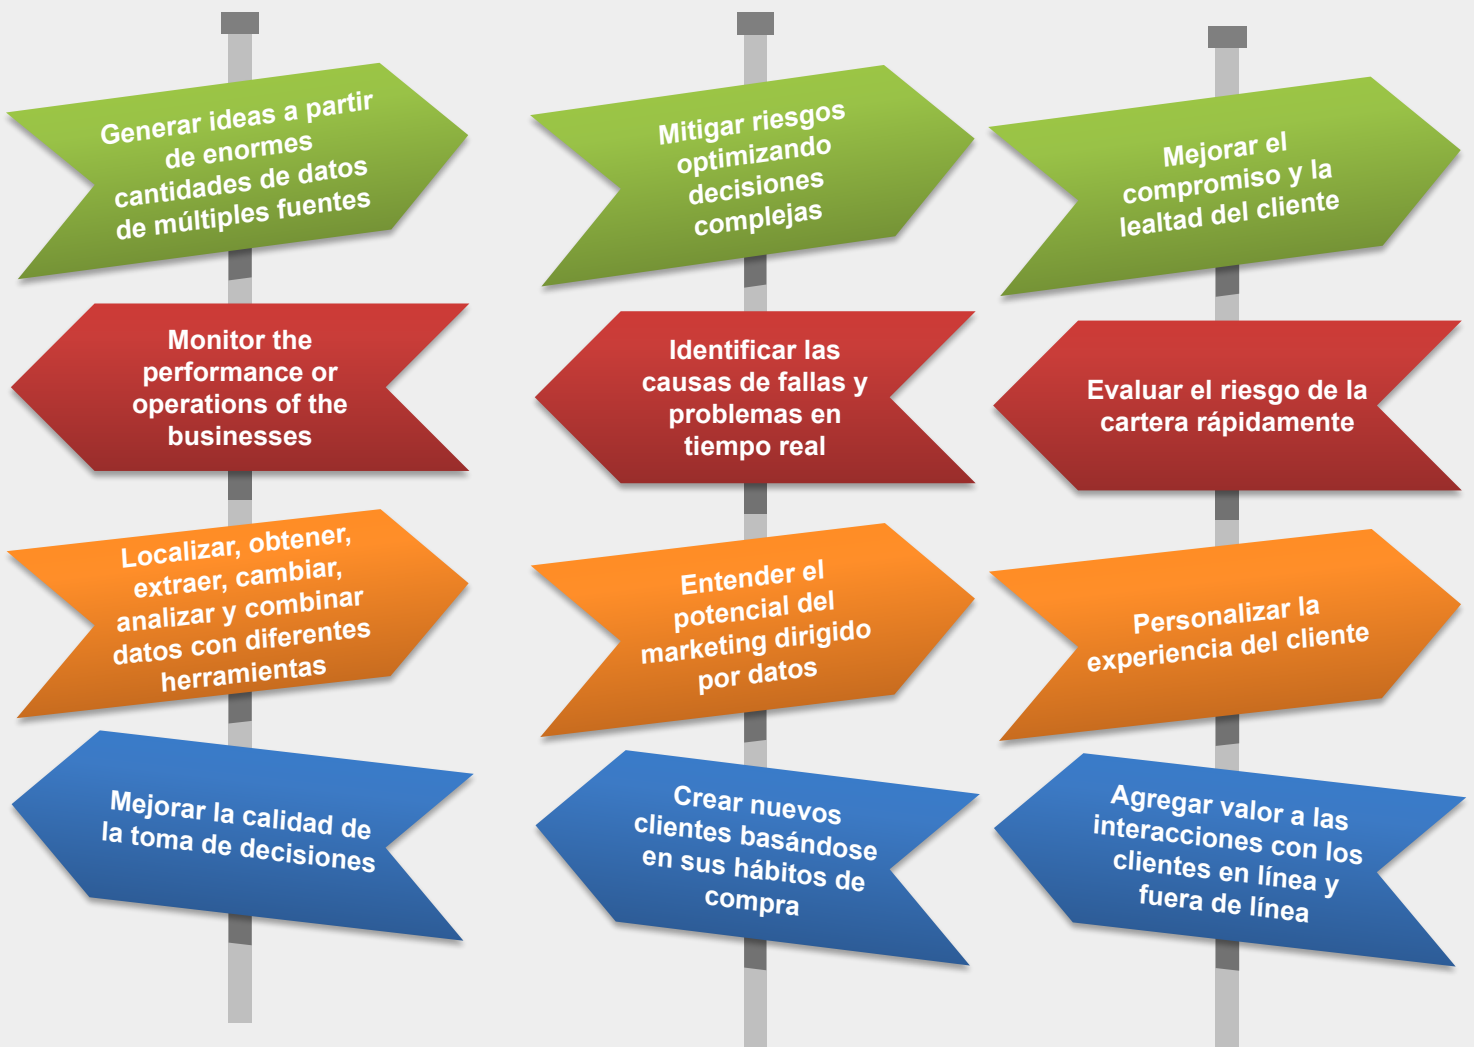 Generar ideas a partir
de enormes
cantidades de datos
de múltiples fuentes
Monitor the
performance or
operations of the
businesses
Localizar, obtener,
extraer, cambiar,
analizar y combinar
datos con diferentes
herramientas
Mejorar la calidad de
la toma de decisiones
Mitigar riesgos
optimizando
decisiones
complejas
Identificar las
causas de fallas y
problemas en
tiempo real
Entender el
potencial del
marketing dirigido
por datos
Crear nuevos
clientes basándose
en sus hábitos de
compra
Mejorar el
compromiso y la
lealtad del cliente
Evaluar el riesgo de la
cartera rápidamente
Personalizar la
experiencia del cliente
Agregar valor a las
interacciones con los
clientes en línea y
fuera de línea